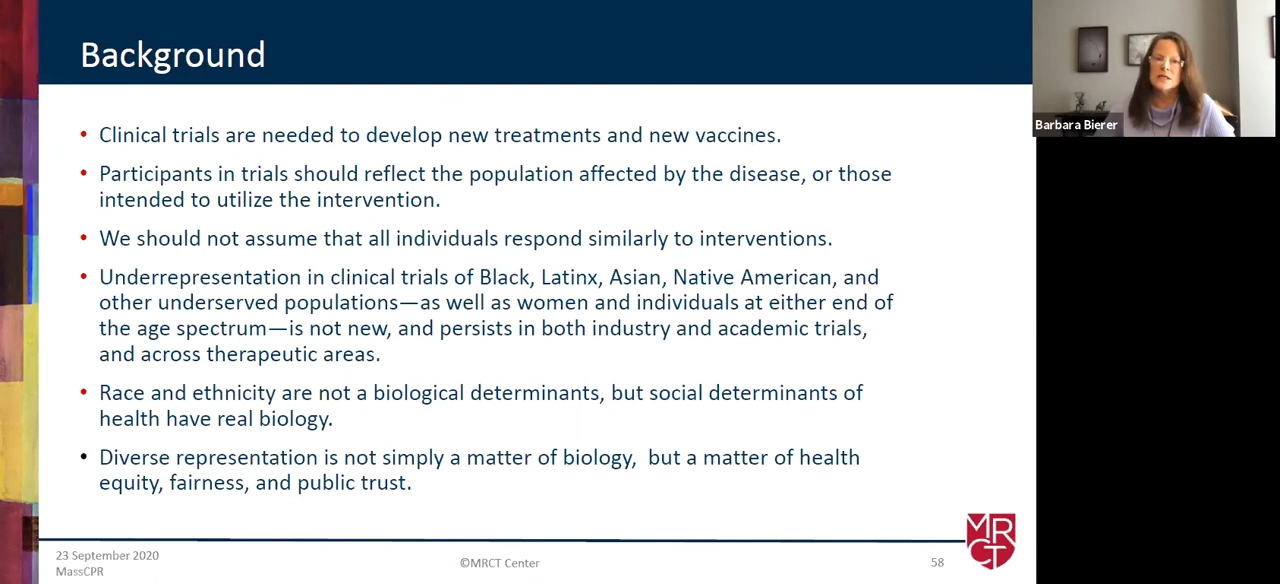 Background
• Clinical trials are needed to develop new treatments and new vaccines.
• Participants in trials should reflect the population affected by the disease, or those
intended to utilize the intervention.
• We should not assume that all individuals respond similarly to interventions.
• Underrepresentation in clinical trials of Black, Latinx, Asian, Native American, and
other underserved populations—as well as women and individuals at either end of
the age spectrum—is not new, and persists in both industry and academic trials,
and across therapeutic areas.
• Race and ethnicity are not a biological determinants, but social determinants of
health have real biology.
• Diverse representation is not simply a matter of biology,  but a matter of health
equity, fairness, and public trust.
23 September 2020
MassCPR
©MRCT Center
58
MR
CT
Barbara Bierer